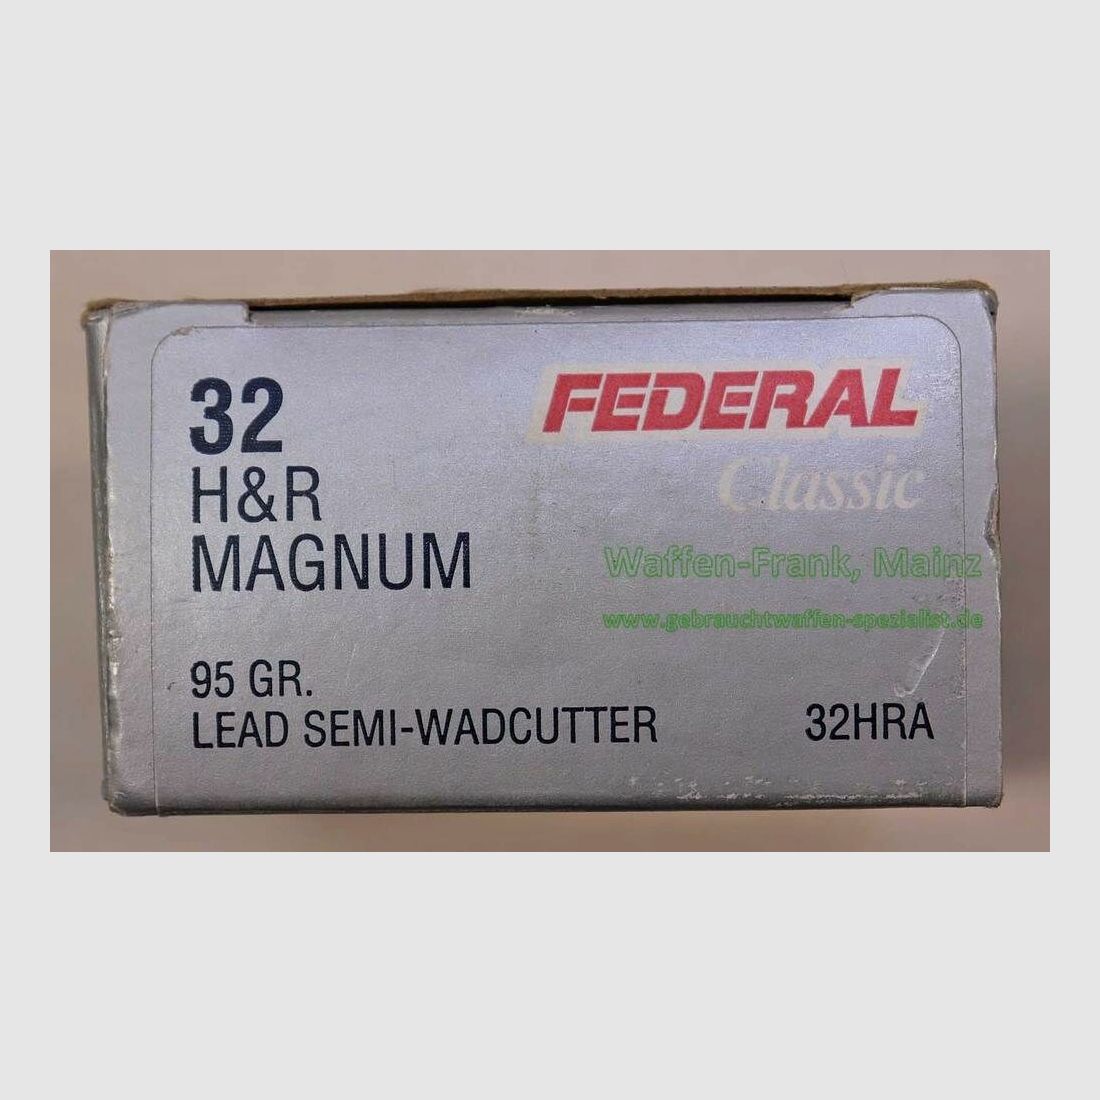 32
H&R
MAGNUM
FEDERAL
Classic
Waffen-Frank, Mainz
www.gebrauchtwaffen-spezialist.de
95 GR.
LEAD SEMI-WADCUTTER
32HRA